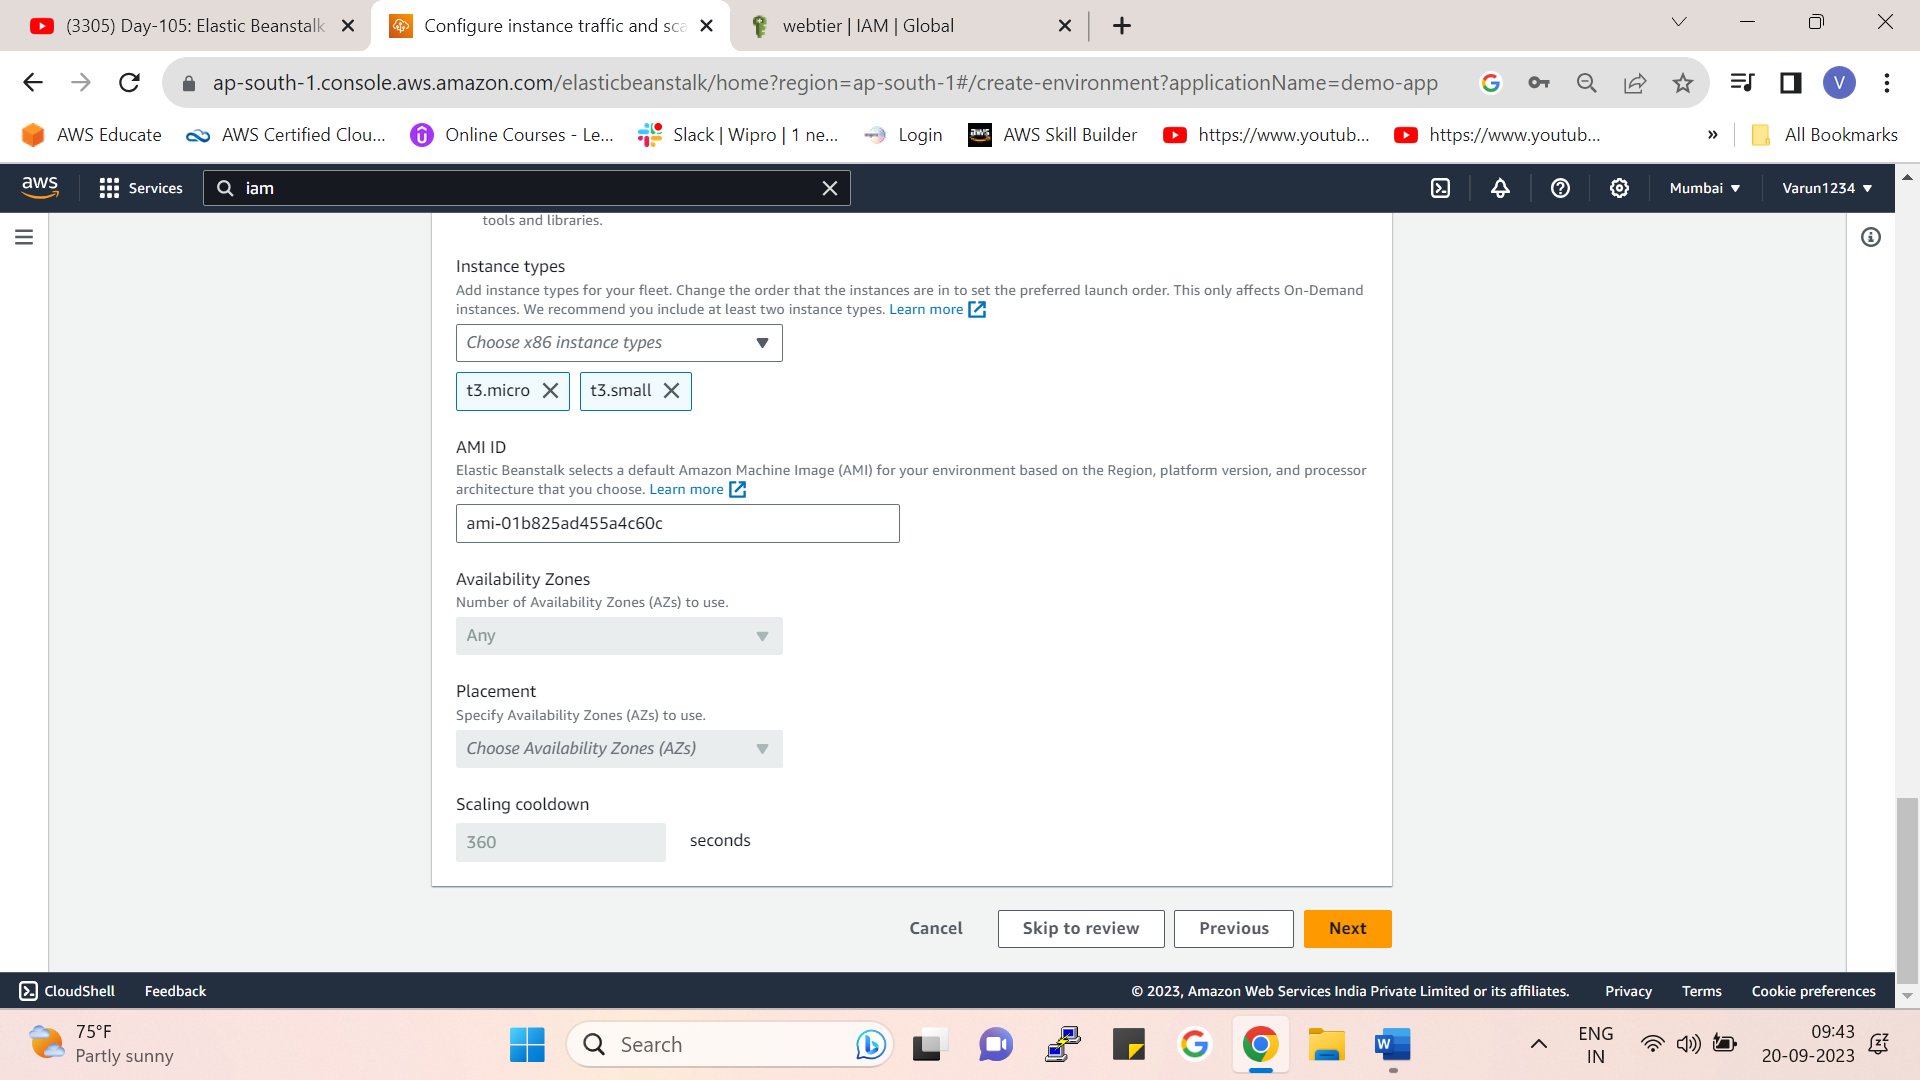 (3305) Day-105: Elastic Beanstalk
Configure instance traffic and sca
webtier | IAM | Global
ap-south-1.console.aws.amazon.com/elasticbeanstalk/home?region=ap-south-1#/create-environment?applicationName=demo-app
V
AWS Educate
AWS Certified Clou...
Online Courses - Le...
Slack | Wipro | 1 ne...
Login
AWS Skill Builder
https://www.youtub...
https://www.youtub...
»
All Bookmarks
aws
Services
iam
Mumbai
Varun1234
tools and libraries.
Instance types
Add instance types for your fleet. Change the order that the instances are in to set the preferred launch order. This only affects On-Demand
instances. We recommend you include at least two instance types. Learn more
Choose x86 instance types
t3.micro
t3.small
AMI ID
Elastic Beanstalk selects a default Amazon Machine Image (AMI) for your environment based on the Region, platform version, and processor
architecture that you choose. Learn more
ami-01b825ad455a4c60c
Availability Zones
Number of Availability Zones (AZs) to use.
Any
Placement
Specify Availability Zones (AZs) to use.
Choose Availability Zones (AZs)
Scaling cooldown
360 seconds
Cancel
Skip to review
Previous
Next
CloudShell
Feedback
© 2023, Amazon Web Services India Private Limited or its affiliates.
Privacy
Terms
Cookie preferences
75°F
Partly sunny
Search
ENG
IN
09:43
20-09-2023